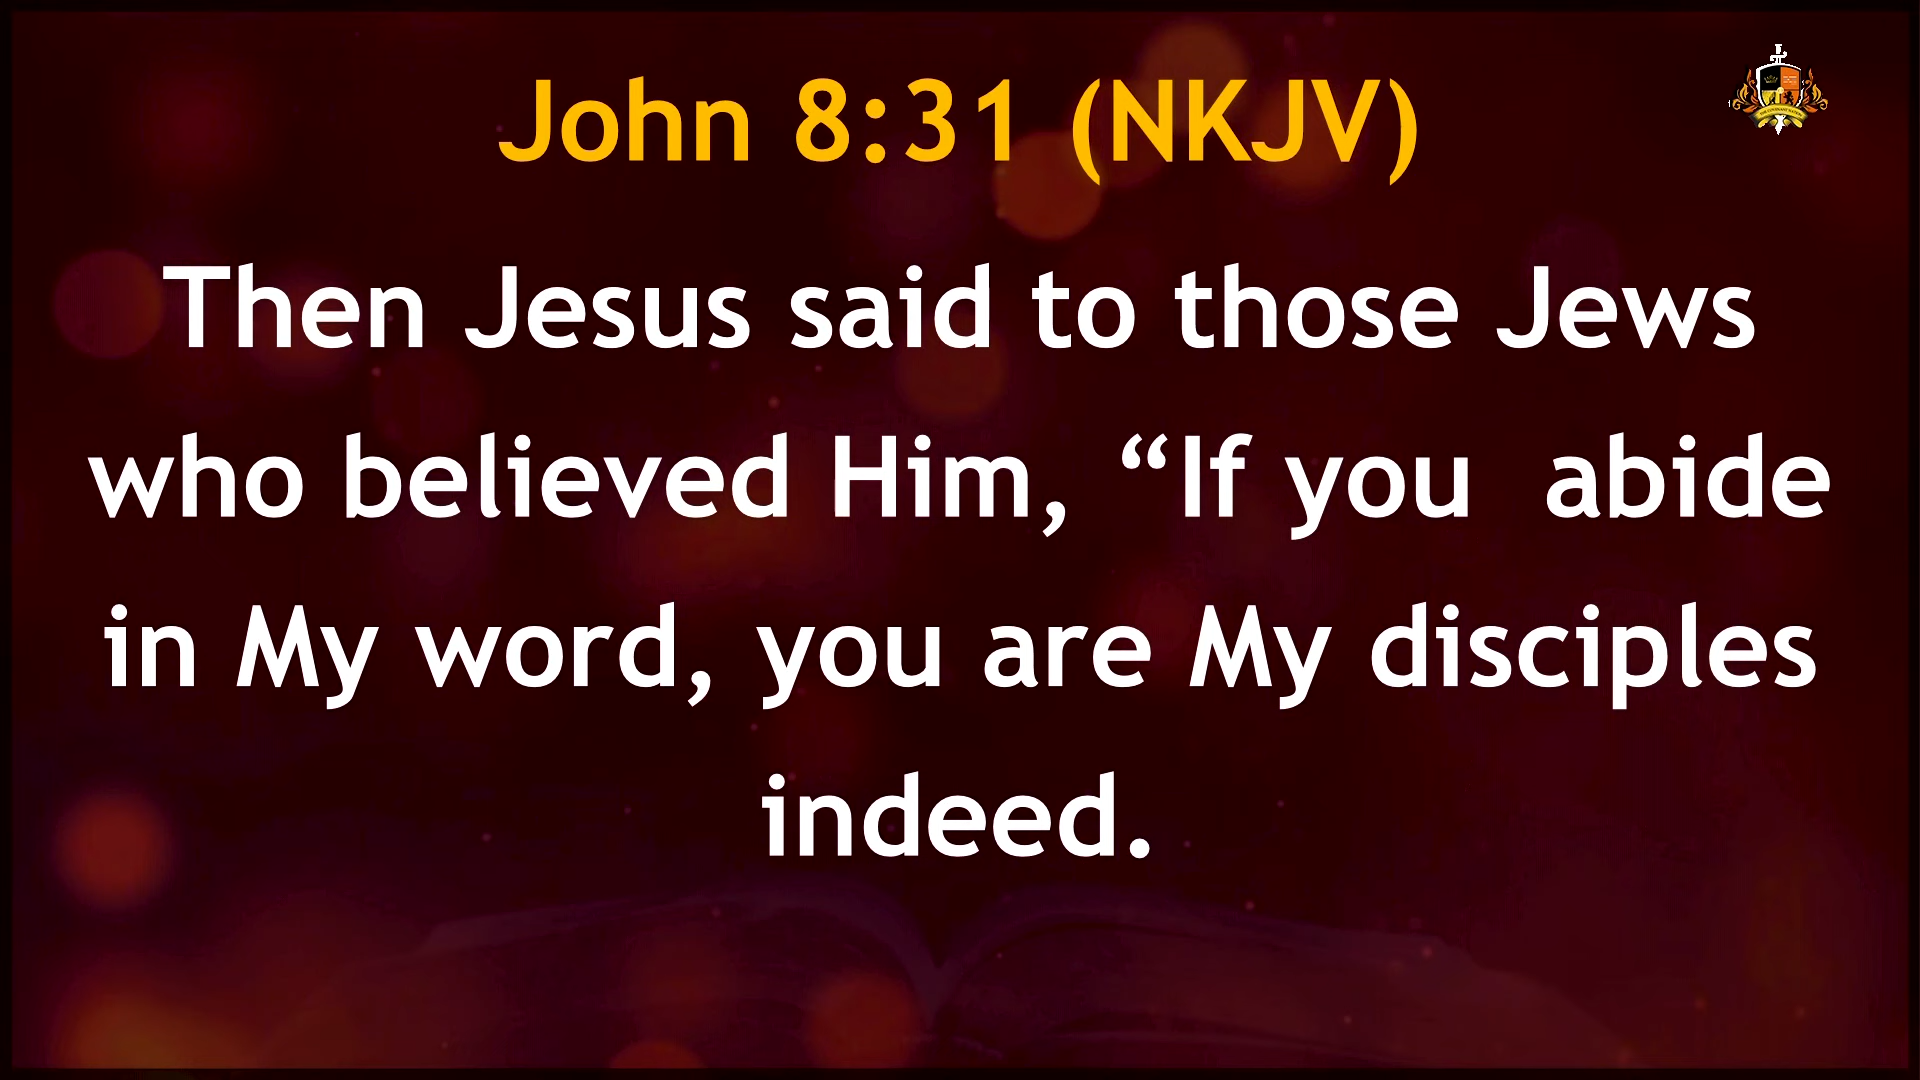 John 8:31 (NKJV)
Then Jesus said to those Jews
who believed Him, “If you  abide
in My word, you are My disciples
indeed.